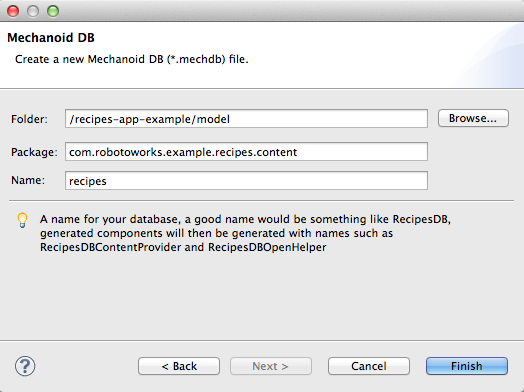 Mechanoid DB
Create a new Mechanoid DB (*.mechdb) file.
Folder: /recipes-app-example/model Browse...
Package: com.robotoworks.example.recipes.content
Name: recipes
A name for your database, a good name would be something like RecipesDB,
generated components will then be generated with names such as
RecipesDBContentProvider and RecipesDBOpenHelper
? < Back Next > Cancel Finish